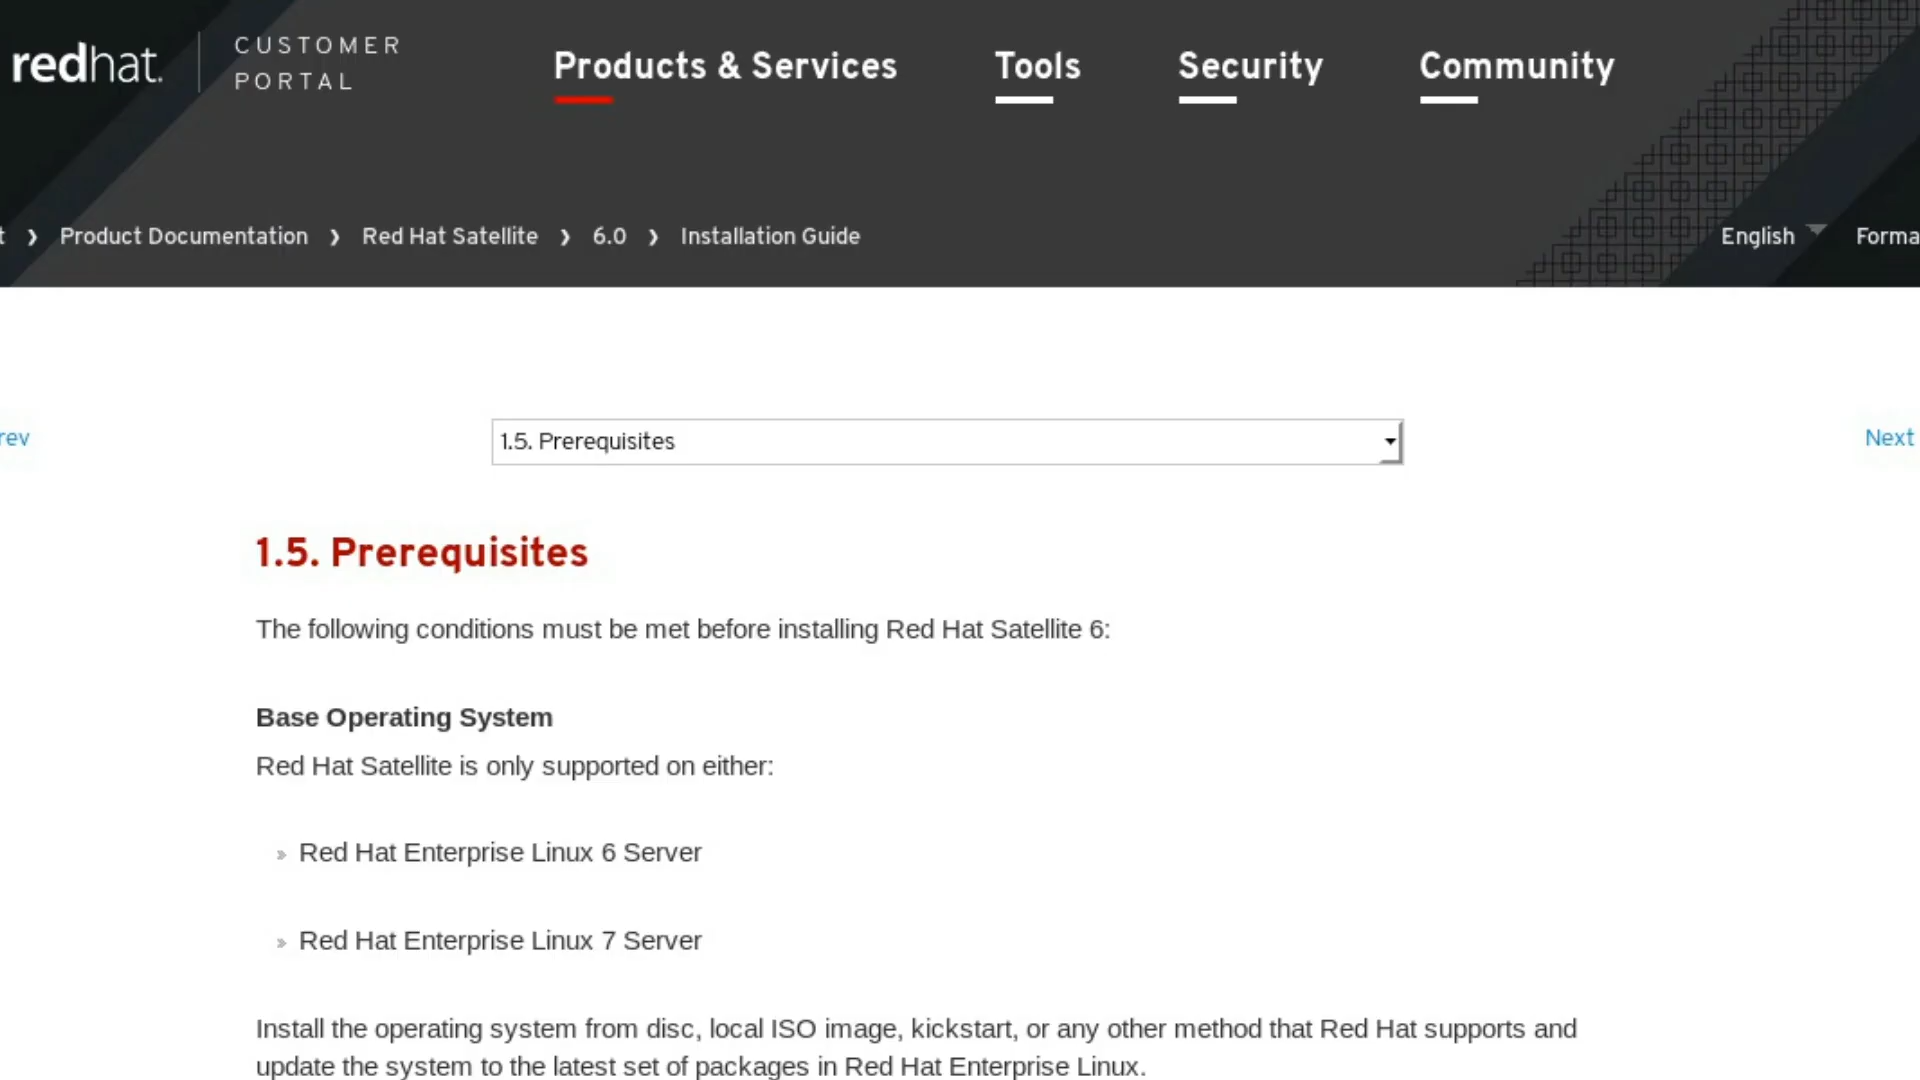 redhat.
CUSTOMER
PORTAL
Products & Services
Tools
Security
Community
t › Product Documentation › Red Hat Satellite › 6.0 › Installation Guide
English
Forma
rev
1.5. Prerequisites
Next
1.5. Prerequisites
The following conditions must be met before installing Red Hat Satellite 6:
Base Operating System
Red Hat Satellite is only supported on either:
» Red Hat Enterprise Linux 6 Server
» Red Hat Enterprise Linux 7 Server
Install the operating system from disc, local ISO image, kickstart, or any other method that Red Hat supports and
update the system to the latest set of packages in Red Hat Enterprise Linux.